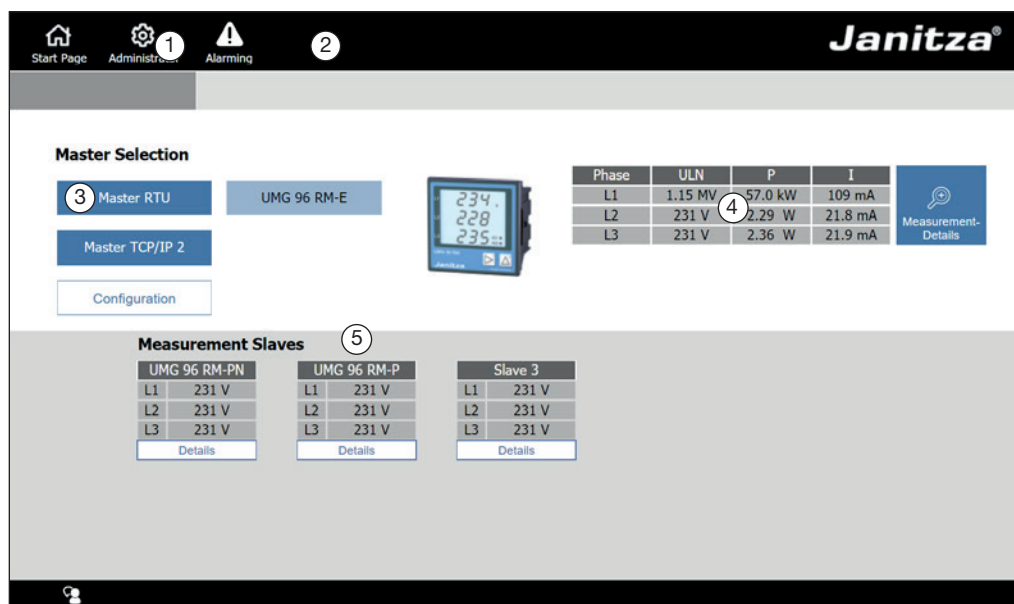 Start Page Administrator Alarming
1
2
Janitza®
Master Selection
3 Master RTU
UMG 96 RM-E
Master TCP/IP 2
Configuration
234.
228
235
Janitza
Phase ULN P I
L1 1.15 MV 57.0 kW 109 mA
L2 231 V 2.29 W 21.8 mA
L3 231 V 2.36 W 21.9 mA
4
Measurement-
Details
Measurement Slaves
5
UMG 96 RM-PN UMG 96 RM-P Slave 3
L1 231 V L1 231 V L1 231 V
L2 231 V L2 231 V L2 231 V
L3 231 V L3 231 V L3 231 V
Details Details Details